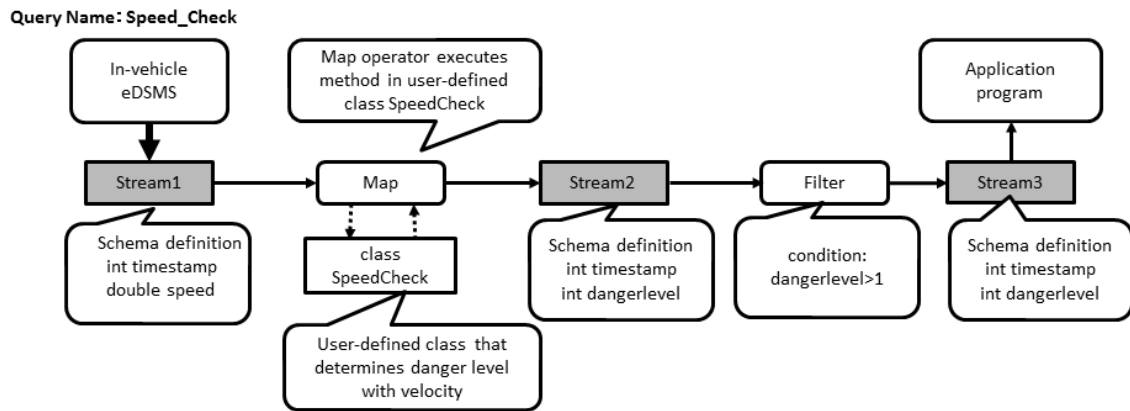 Query Name: Speed_Check
In-vehicle
eDSMS
Map operator executes
method in user-defined
class SpeedCheck
Application
program
Stream1
Map
Stream2
Filter
Stream3
Schema definition
int timestamp
double speed
class
SpeedCheck
Schema definition
int timestamp
int dangerlevel
condition:
dangerlevel>1
Schema definition
int timestamp
int dangerlevel
User-defined class that
determines danger level
with velocity